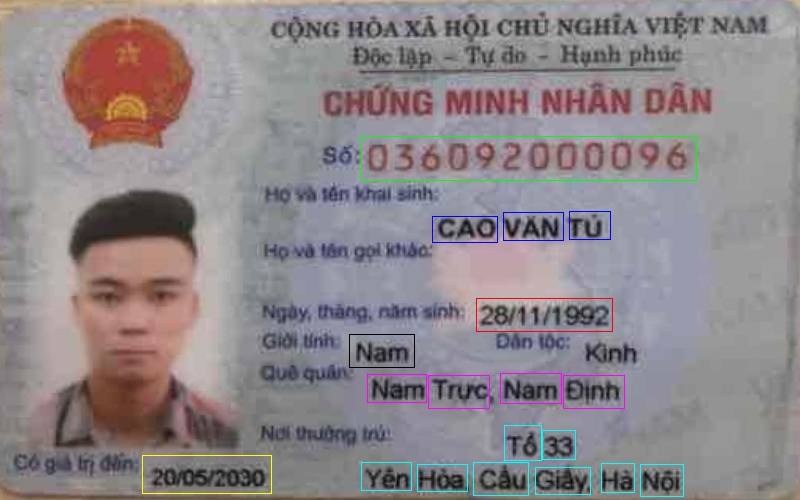 CỘNG HÒA XÃ HỘI CHỦ NGHĨA VIỆT NAM
Độc lập - Tự do - Hạnh phúc
CHỨNG MINH NHÂN DÂN
Số: 036092000096
Họ và tên khai sinh:
CAO VĂN TÚ
Họ và tên gọi khác:
Ngày, tháng, năm sinh: 28/11/1992
Giới tính: Nam Dân tộc: Kinh
Quê quán: Nam Trực, Nam Định
Nơi thường trú: Tổ 33
Yên Hòa, Cầu Giấy, Hà Nội
Có giá trị đến: 20/05/2030